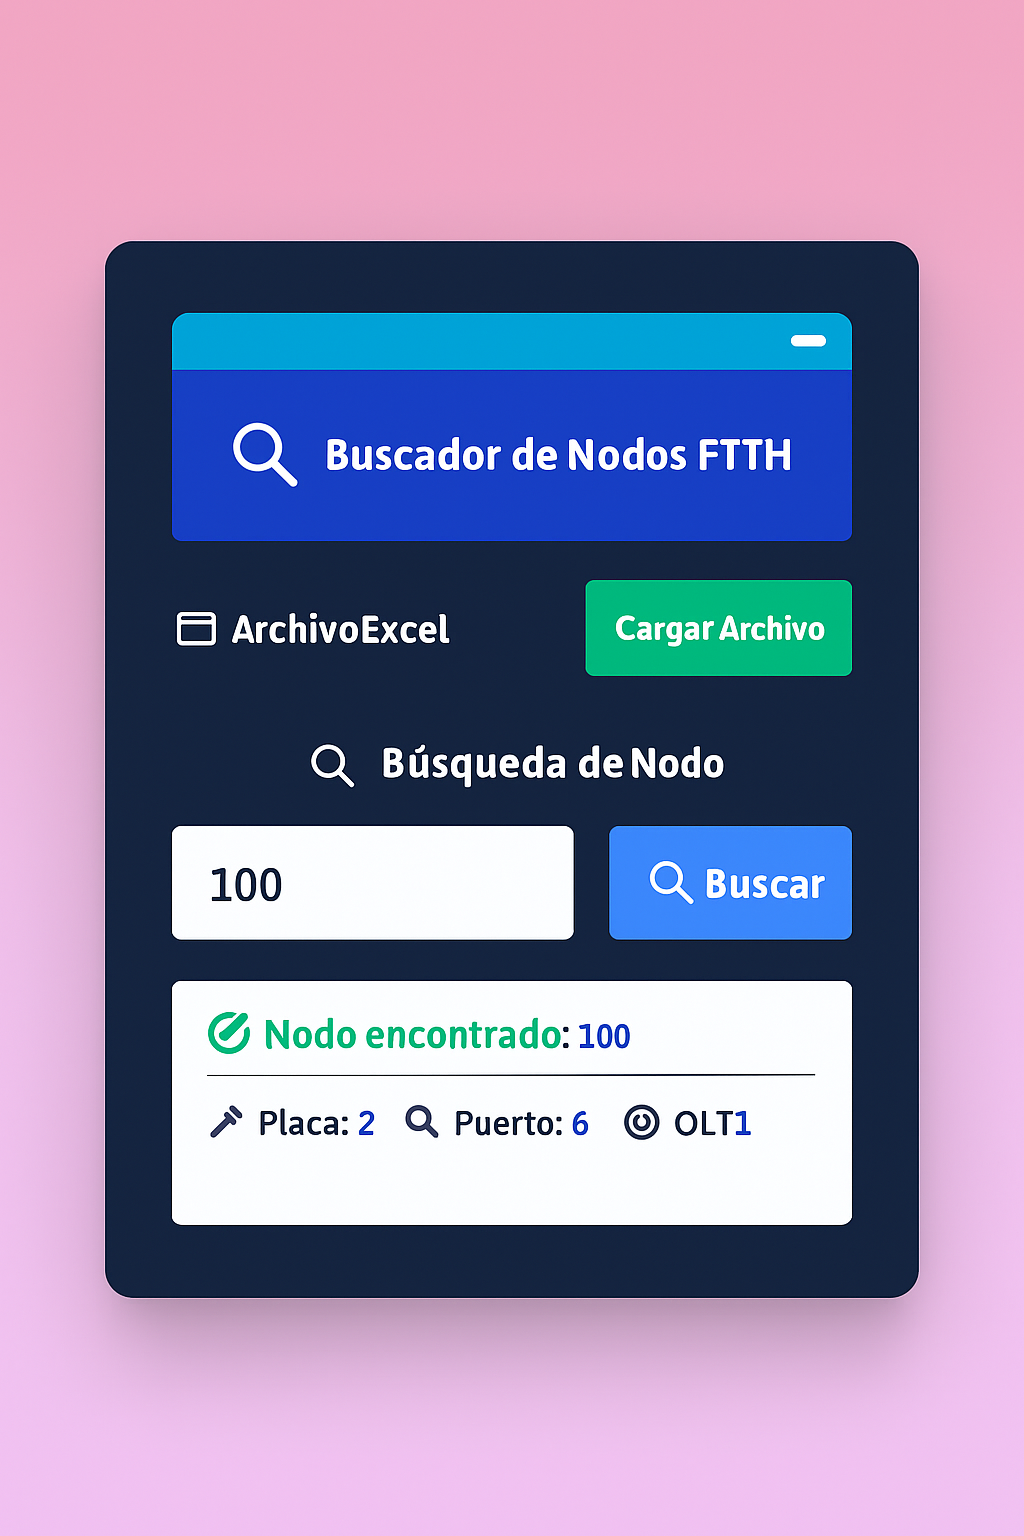 Buscador de Nodos FTTH
ArchivoExcel
Cargar Archivo
Búsqueda de Nodo
100
Buscar
Nodo encontrado: 100
Placa: 2 Puerto: 6 OLT1